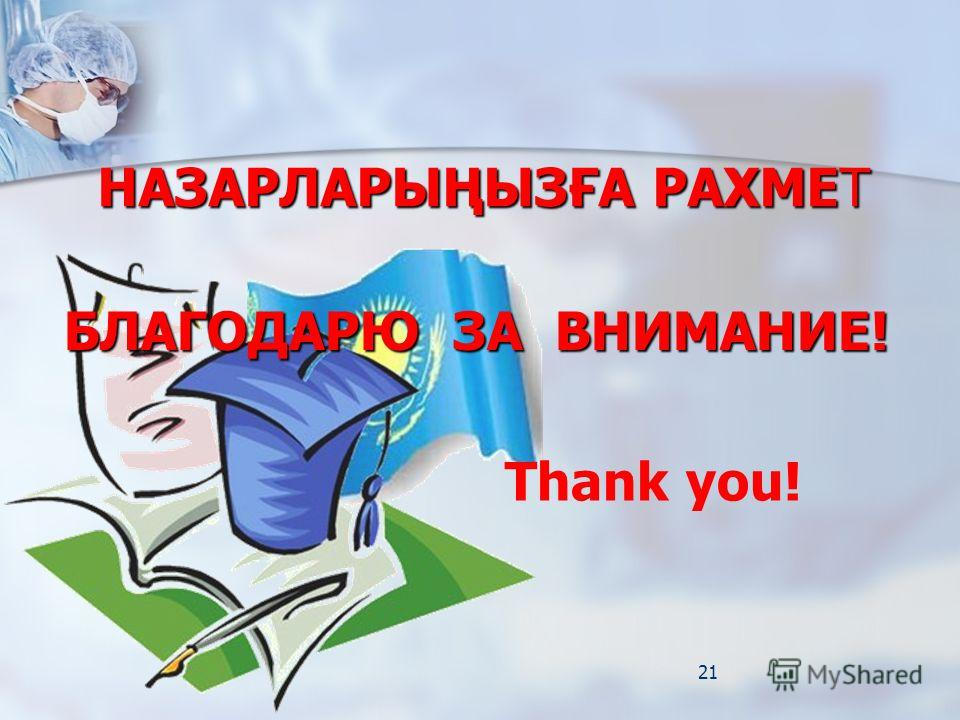 НАЗАРЛАРЫҢЫЗҒА РАХМЕТ
БЛАГОДАРЮ ЗА ВНИМАНИЕ!
Thank you!
21
MyShared